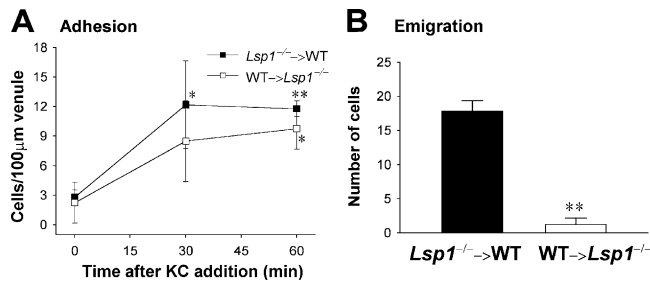 A Adhesion
Lsp1⁻/⁻–>WT
WT–>Lsp1⁻/⁻
18
15
12
9
6
3
0
*
**
*
Cells/100μm venule
0 15 30 45 60
Time after KC addition (min)
B Emigration
25
20
15
10
5
0
**
Number of cells
Lsp1⁻/⁻–>WT WT–>Lsp1⁻/⁻